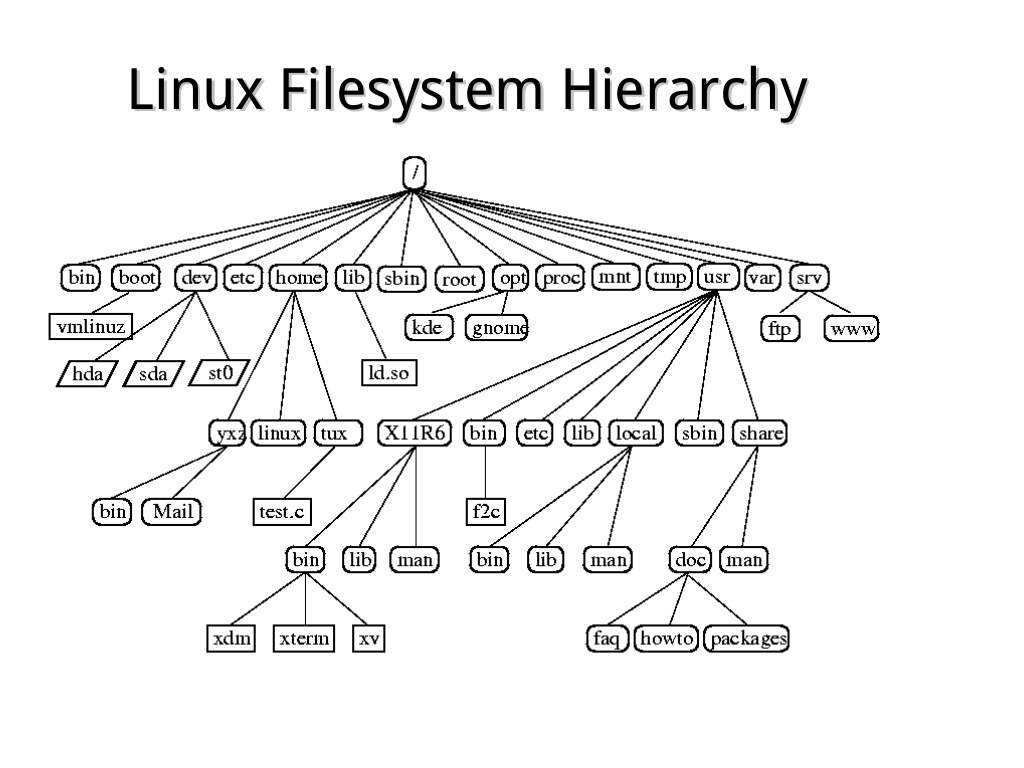 Linux Filesystem Hierarchy
/
bin boot dev etc home lib sbin root opt proc mnt tmp usr var srv
vmlinuz kde gnome ftp www
hda sda st0 ld.so
yxz linux tux X11R6 bin etc lib local sbin share
bin Mail test.c f2c
bin lib man bin lib man doc man
xdm xterm xv faq howto packages